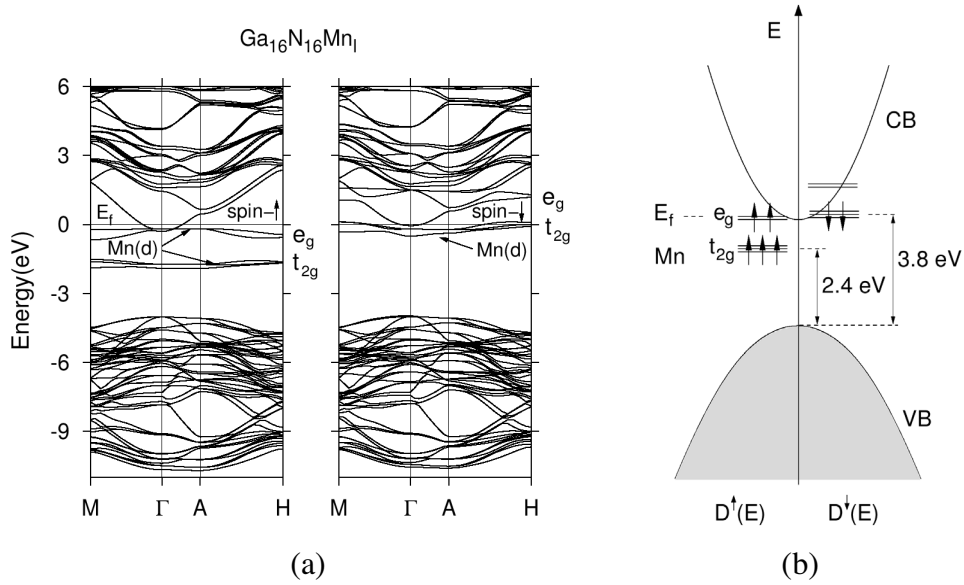 Ga16N16MnI
Energy(eV)
6
3
0
-3
-6
-9
Ef
spin-↑
Mn(d)
eg
t2g
M Γ A H
eg
spin-↓
t2g
Mn(d)
M Γ A H
(a)
E
CB
Ef
eg
Mn
t2g
3.8 eV
2.4 eV
VB
D↑(E)
D↓(E)
(b)